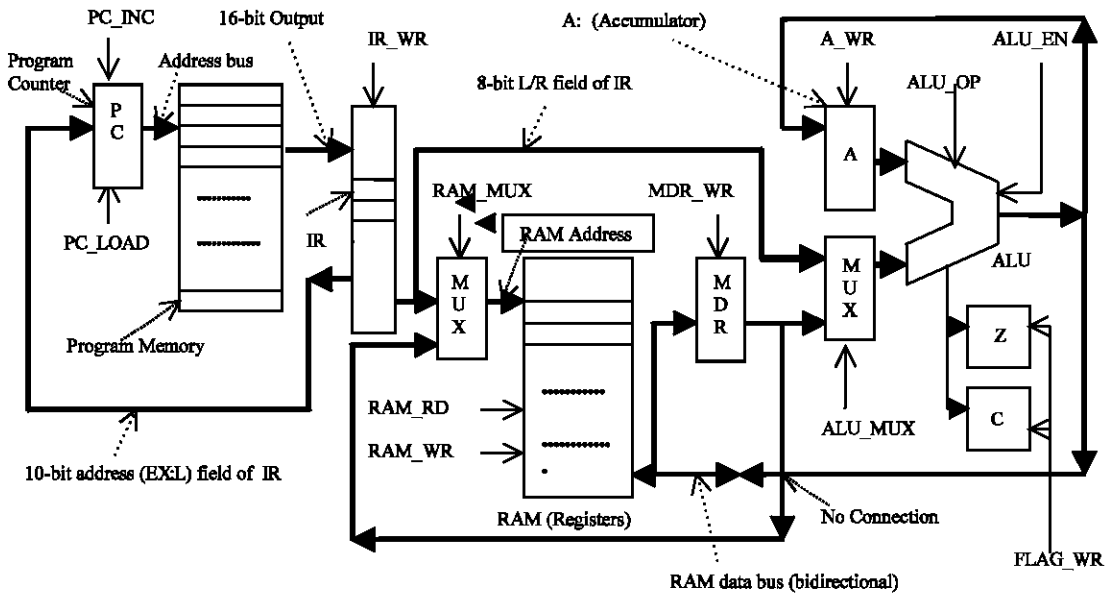 PC_INC
16-bit Output
A: (Accumulator)
IR_WR
A_WR
ALU_EN
Program
Counter
Address bus
8-bit L/R field of IR
ALU_OP
P
C
A
RAM_MUX
MDR_WR
PC_LOAD
IR
RAM Address
M
U
X
M
D
R
M
U
X
ALU
Z
Program Memory
RAM_RD
C
ALU_MUX
RAM_WR
10-bit address (EX:L) field of IR
RAM (Registers)
No Connection
FLAG_WR
RAM data bus (bidirectional)